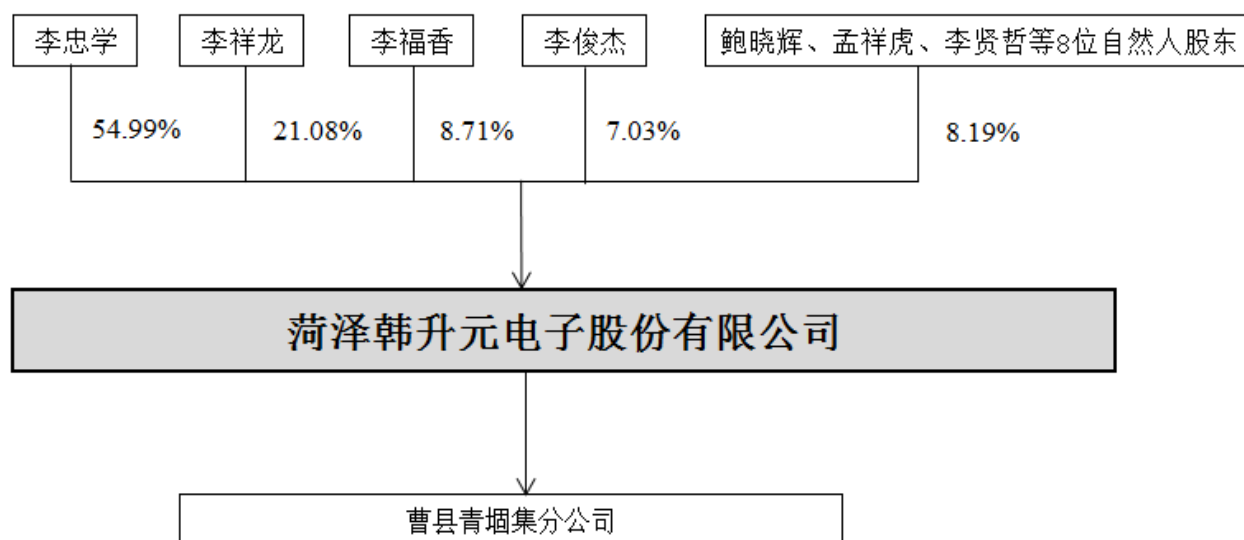 李忠学 李祥龙 李福香 李俊杰 鲍晓辉、孟祥虎、李贤哲等8位自然人股东
54.99% 21.08% 8.71% 7.03% 8.19%
菏泽韩升元电子股份有限公司
曹县青堌集分公司